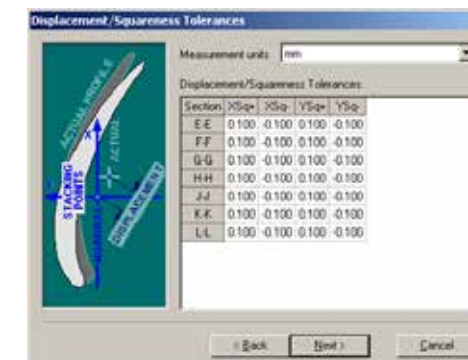 Displacement/Squareness Tolerances
Measurement units mm
Displacement/Squareness Tolerances
Section XSq+ XSq- YSq+ YSq-
E-E 0.100 -0.100 0.100 -0.100
F-F 0.100 -0.100 0.100 -0.100
G-G 0.100 -0.100 0.100 -0.100
H-H 0.100 -0.100 0.100 -0.100
J-J 0.100 -0.100 0.100 -0.100
K-K 0.100 -0.100 0.100 -0.100
L-L 0.100 -0.100 0.100 -0.100
ACTUAL PROFILE
ACTUAL
X
STACKING
POINTS
NOMINAL
DISPLACEMENT
< Back
Next >
Cancel